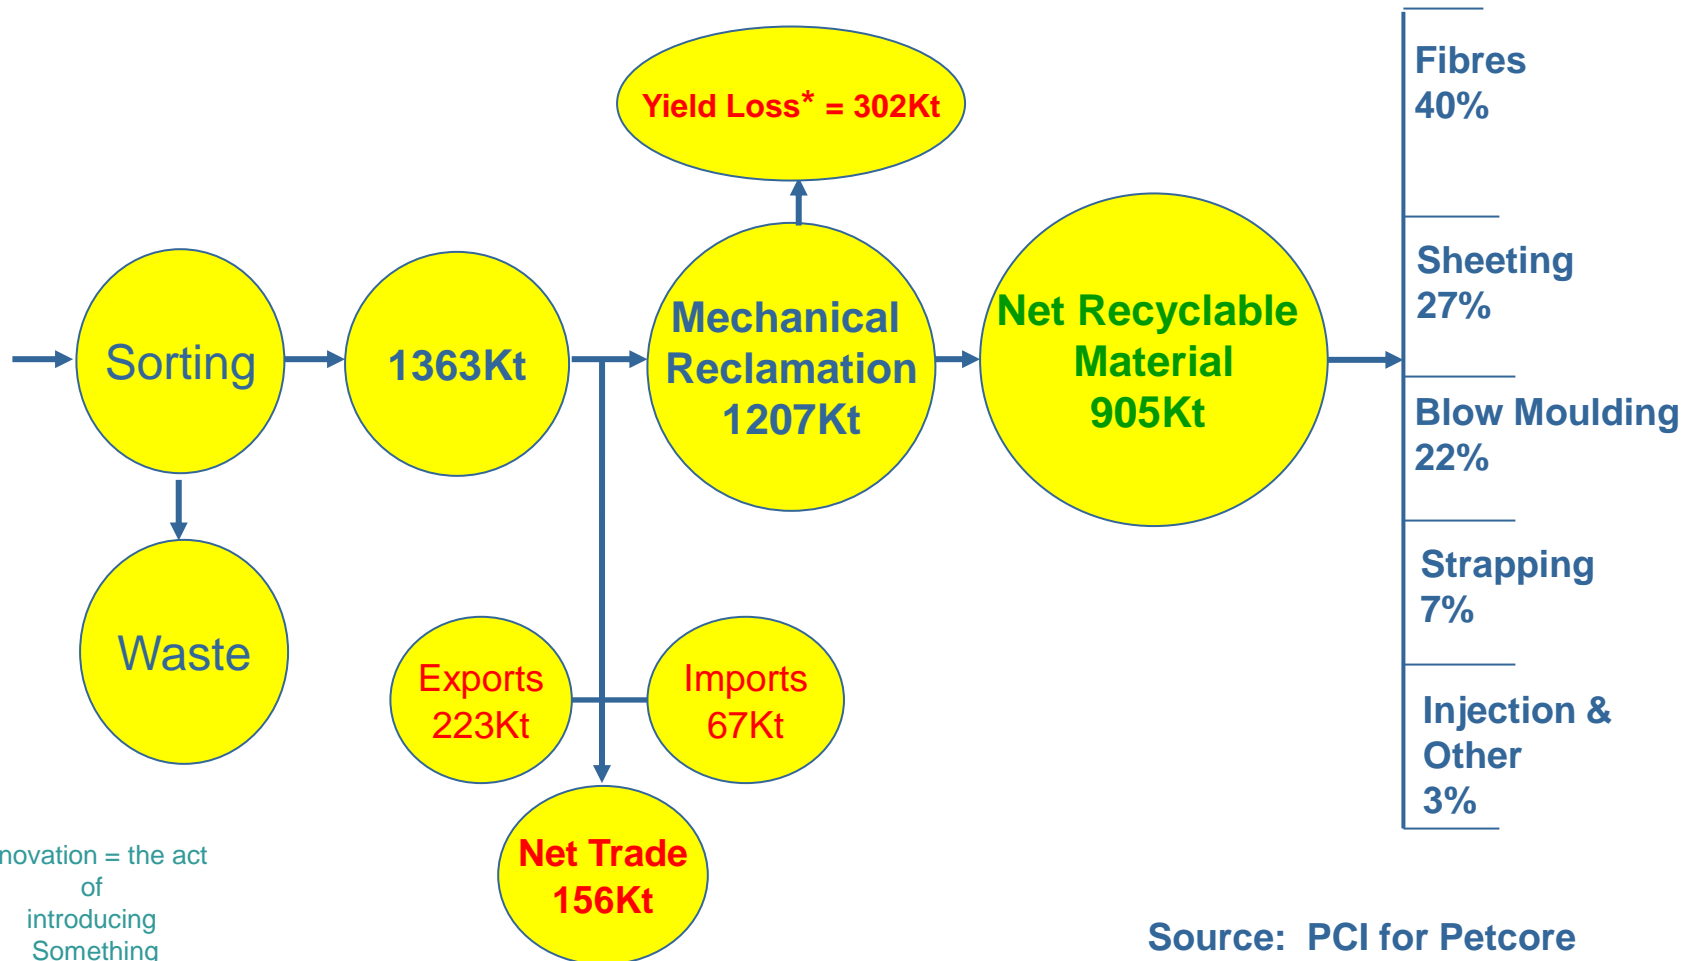 Yield Loss* = 302Kt
Sorting
1363Kt
Mechanical
Reclamation
1207Kt
Net Recyclable
Material
905Kt
Fibres
40%
Sheeting
27%
Blow Moulding
22%
Strapping
7%
Injection &
Other
3%
Waste
Exports
223Kt
Imports
67Kt
Net Trade
156Kt
novation = the act
of
introducing
Something
Source: PCI for Petcore